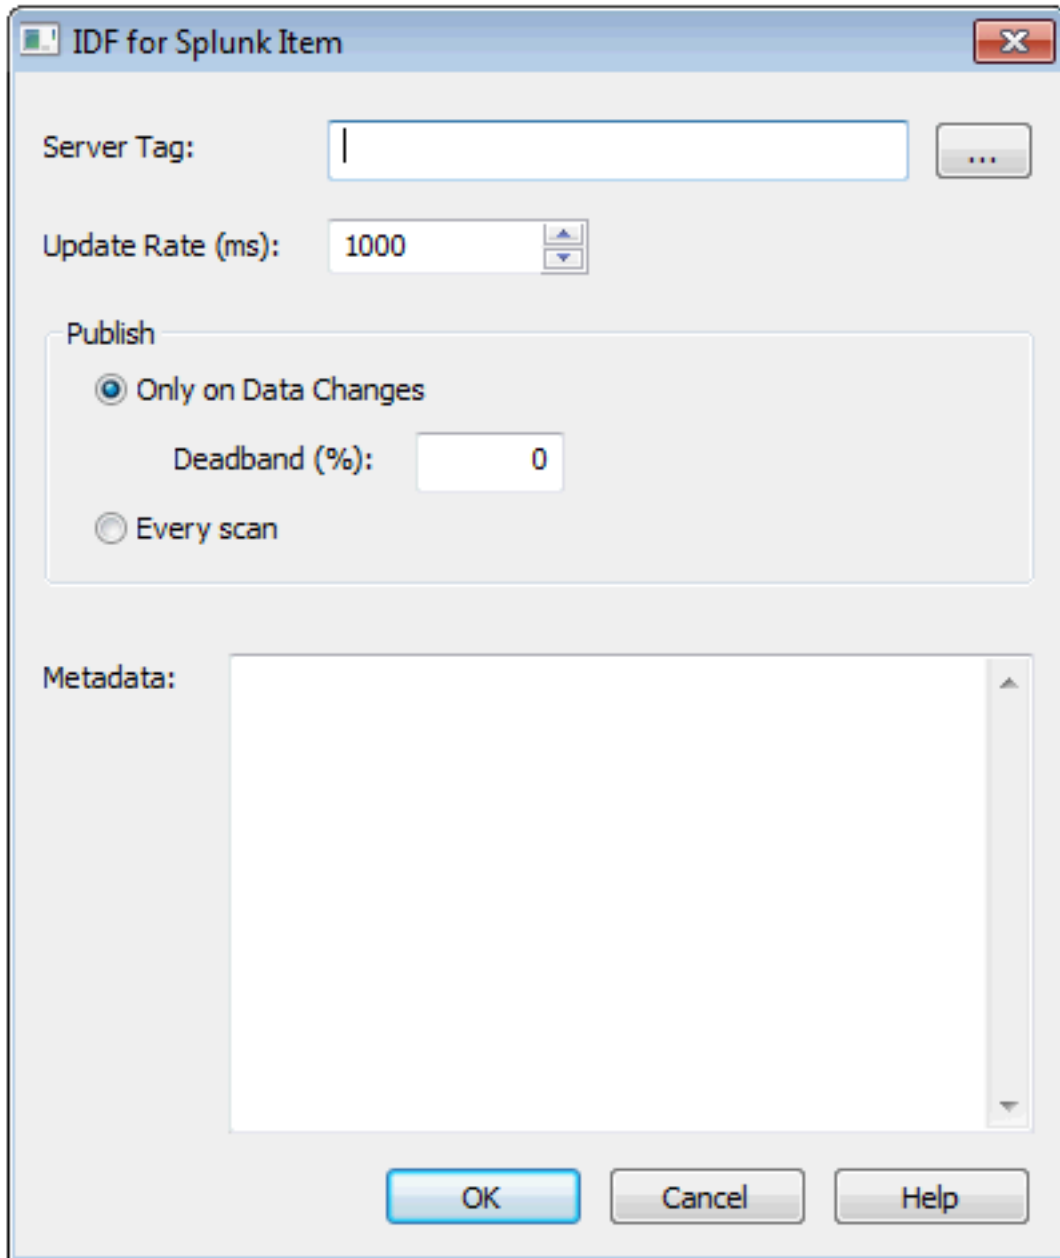 IDF for Splunk Item
Server Tag:
...
Update Rate (ms): 1000
Publish
Only on Data Changes
Deadband (%): 0
Every scan
Metadata:
OK Cancel Help